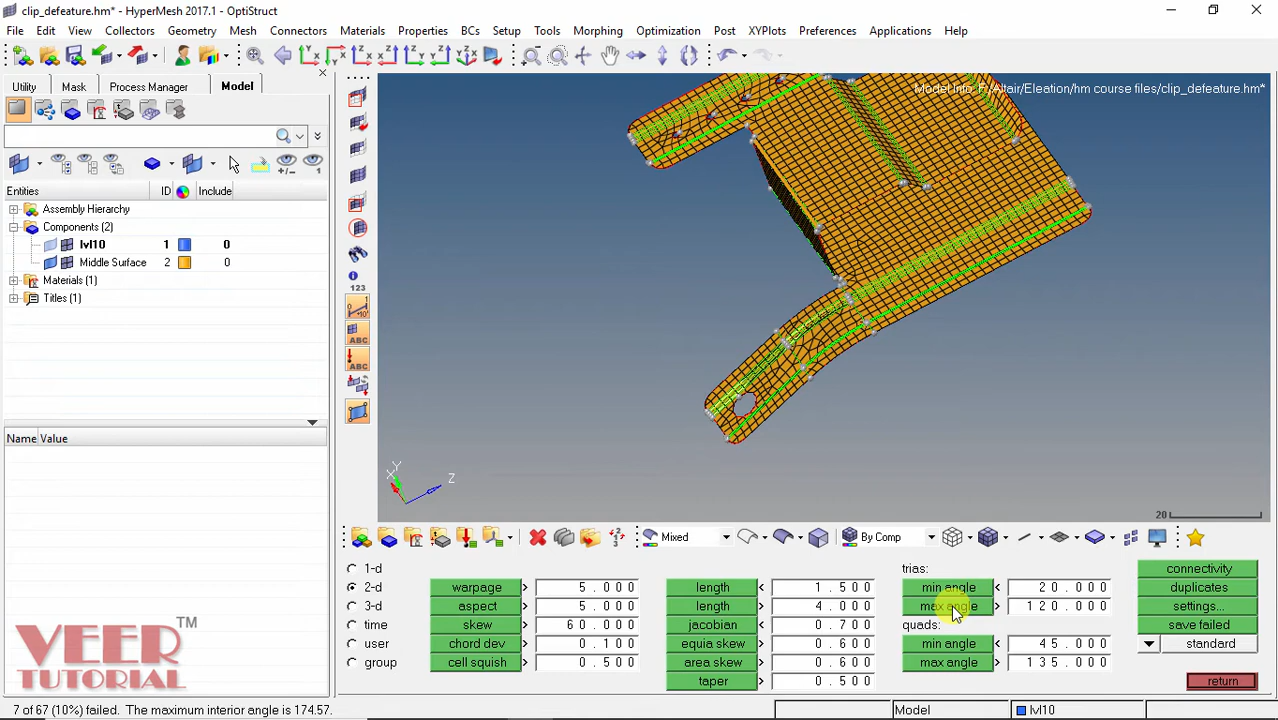 clip_defeature.hm* - HyperMesh 2017.1 - OptiStruct
File Edit View Collectors Geometry Mesh Connectors Materials Properties BCs Setup Tools Morphing Optimization Post XYPlots Preferences Applications Help
Utility Mask Process Manager Model
Model Info: F:/Altair/Eleation/hm course files/clip_defeature.hm*
Entities ID Include
Assembly Hierarchy
Components (2)
lvl10 1 0
Middle Surface 2 0
Materials (1)
Titles (1)
Name Value
123
ABC
ABC
Y
X
Z
20
Mixed By Comp
1-d
2-d
3-d
time
user
group
warpage > 5.000
aspect > 5.000
skew > 60.000
chord dev > 0.100
cell squish > 0.500
length < 1.500
length > 4.000
jacobian < 0.700
equia skew > 0.600
area skew > 0.600
taper > 0.500
trias:
min angle < 20.000
max angle > 120.000
quads:
min angle < 45.000
max angle > 135.000
connectivity
duplicates
settings...
save failed
standard
return
VEER TM
TUTORIAL
7 of 67 (10%) failed. The maximum interior angle is 174.57.
Model lvl10